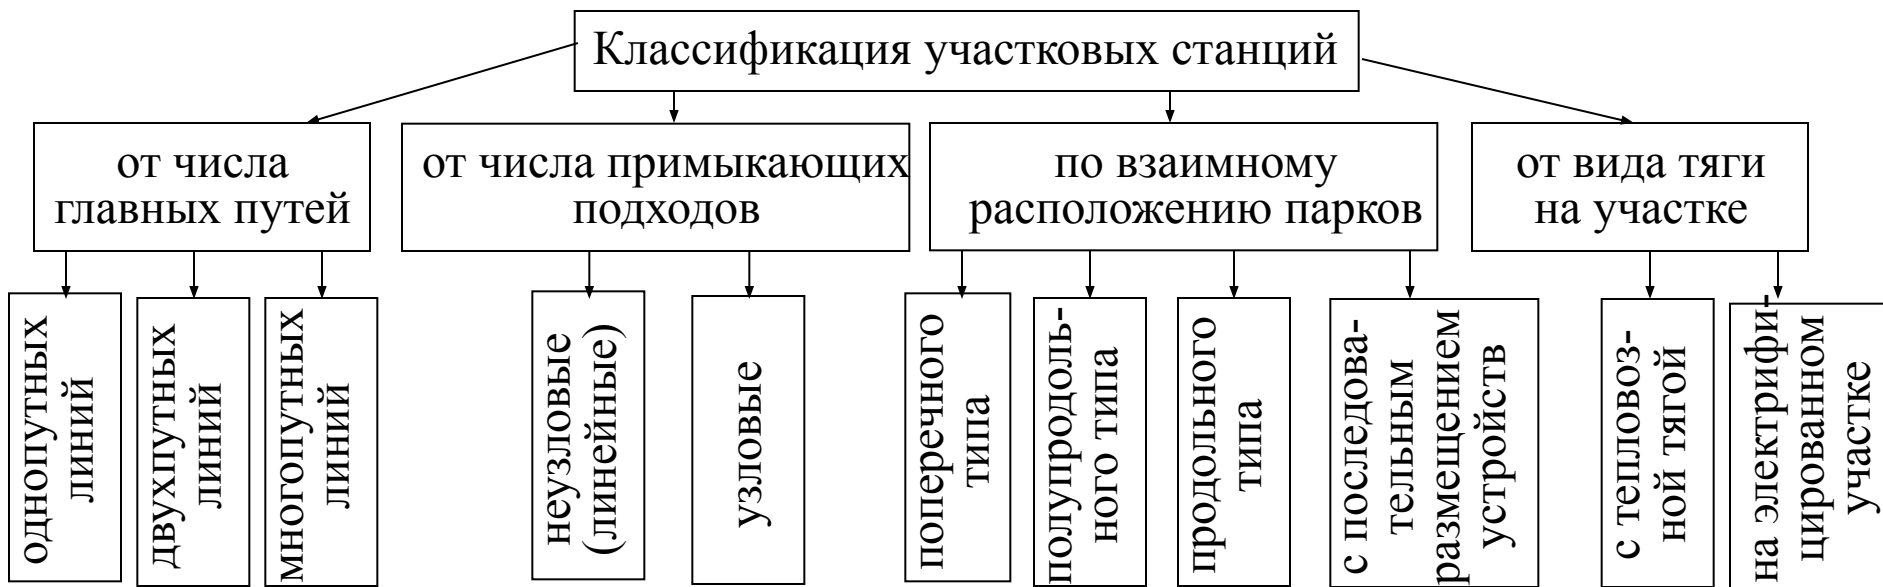 Классификация участковых станций
от числа
главных путей
от числа примыкающих
подходов
по взаимному
расположению парков
от вида тяги
на участке
однопутных
линий
двухпутных
линий
многопутных
линий
неузловые
(линейные)
узловые
поперечного
типа
полупродоль-
ного типа
продольного
типа
с последова-
тельным
размещением
устройств
с тепловоз-
ной тягой
на электрифи-
цированном
участке